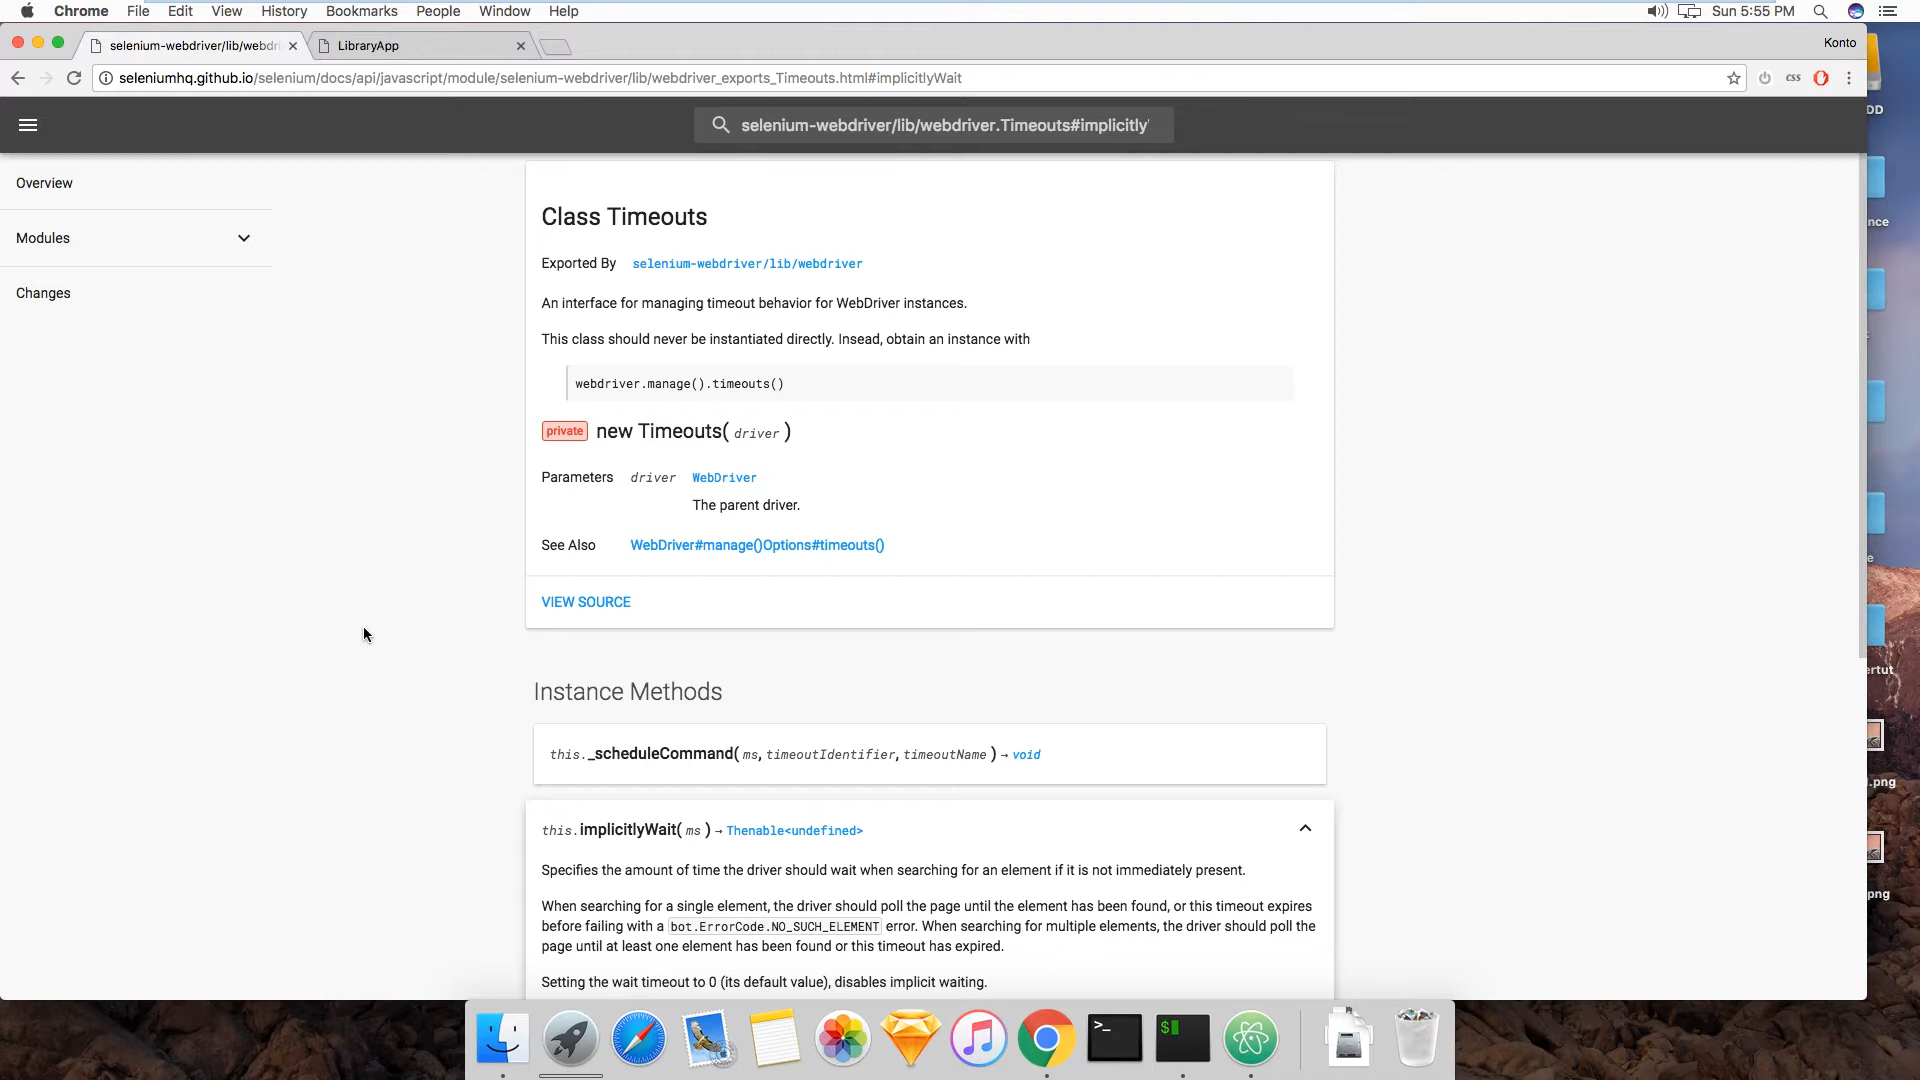 Chrome File Edit View History Bookmarks People Window Help Sun 5:55 PM
selenium-webdriver/lib/webdri LibraryApp Konto
seleniumhq.github.io/selenium/docs/api/javascript/module/selenium-webdriver/lib/webdriver_exports_Timeouts.html#implicitlyWait CSS
selenium-webdriver/lib/webdriver.Timeouts#implicitly
Overview
Modules
Changes
Class Timeouts
Exported By selenium-webdriver/lib/webdriver
An interface for managing timeout behavior for WebDriver instances.
This class should never be instantiated directly. Insead, obtain an instance with
webdriver.manage().timeouts()
private new Timeouts( driver )
Parameters driver WebDriver
The parent driver.
See Also WebDriver#manage()Options#timeouts()
VIEW SOURCE
Instance Methods
this._scheduleCommand( ms, timeoutIdentifier, timeoutName ) → void
this.implicitlyWait( ms ) → Thenable<undefined>
Specifies the amount of time the driver should wait when searching for an element if it is not immediately present.
When searching for a single element, the driver should poll the page until the element has been found, or this timeout expires
before failing with a bot.ErrorCode.NO_SUCH_ELEMENT error. When searching for multiple elements, the driver should poll the
page until at least one element has been found or this timeout has expired.
Setting the wait timeout to 0 (its default value), disables implicit waiting.
DD
nce
e
ertut
.png
png
>_
$